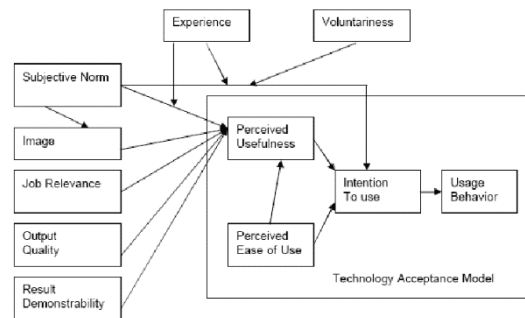 Experience
Voluntariness
Subjective Norm
Image
Perceived
Usefulness
Job Relevance
Intention
To use
Usage
Behavior
Output
Quality
Perceived
Ease of Use
Technology Acceptance Model
Result
Demonstrability